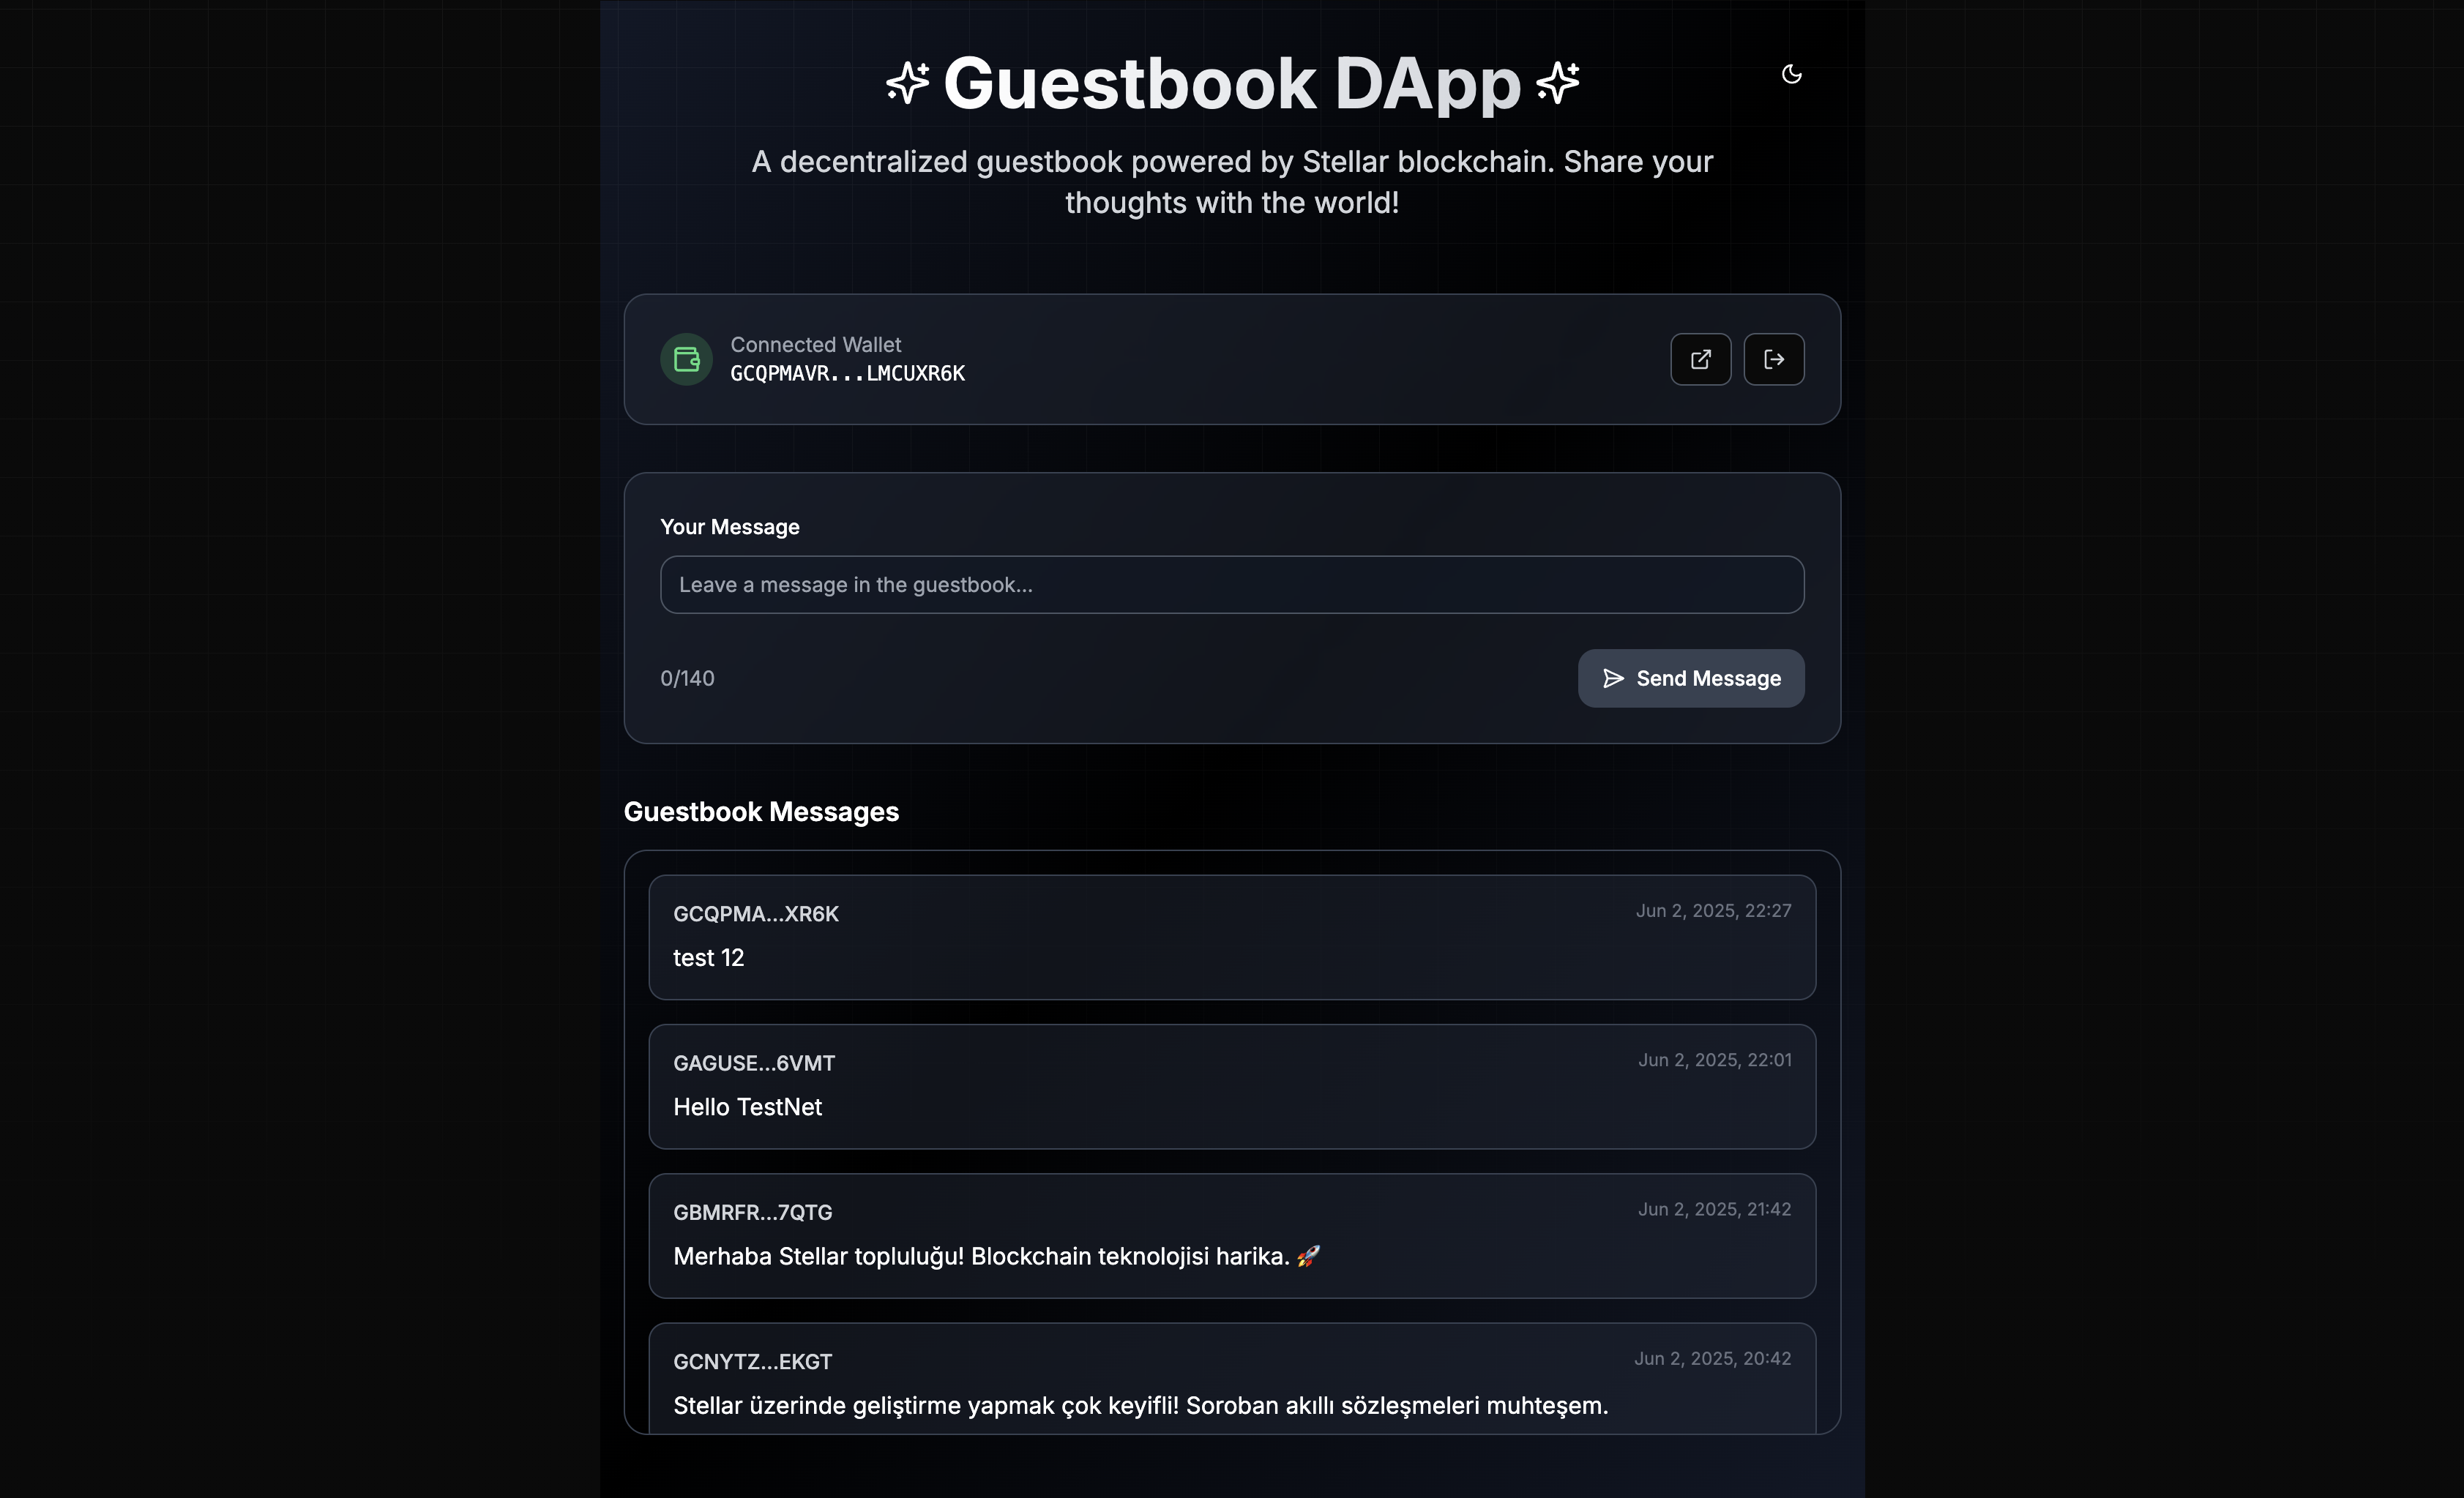 Guestbook DApp
A decentralized guestbook powered by Stellar blockchain. Share your
thoughts with the world!
Connected Wallet
GCQPMAVR...LMCUXR6K
Your Message
Leave a message in the guestbook...
0/140
Send Message
Guestbook Messages
GCQPMA...XR6K
Jun 2, 2025, 22:27
test 12
GAGUSE...6VMT
Jun 2, 2025, 22:01
Hello TestNet
GBMRFR...7QTG
Jun 2, 2025, 21:42
Merhaba Stellar topluluğu! Blockchain teknolojisi harika. 🚀
GCNYTZ...EKGT
Jun 2, 2025, 20:42
Stellar üzerinde geliştirme yapmak çok keyifli! Soroban akıllı sözleşmeleri muhteşem.